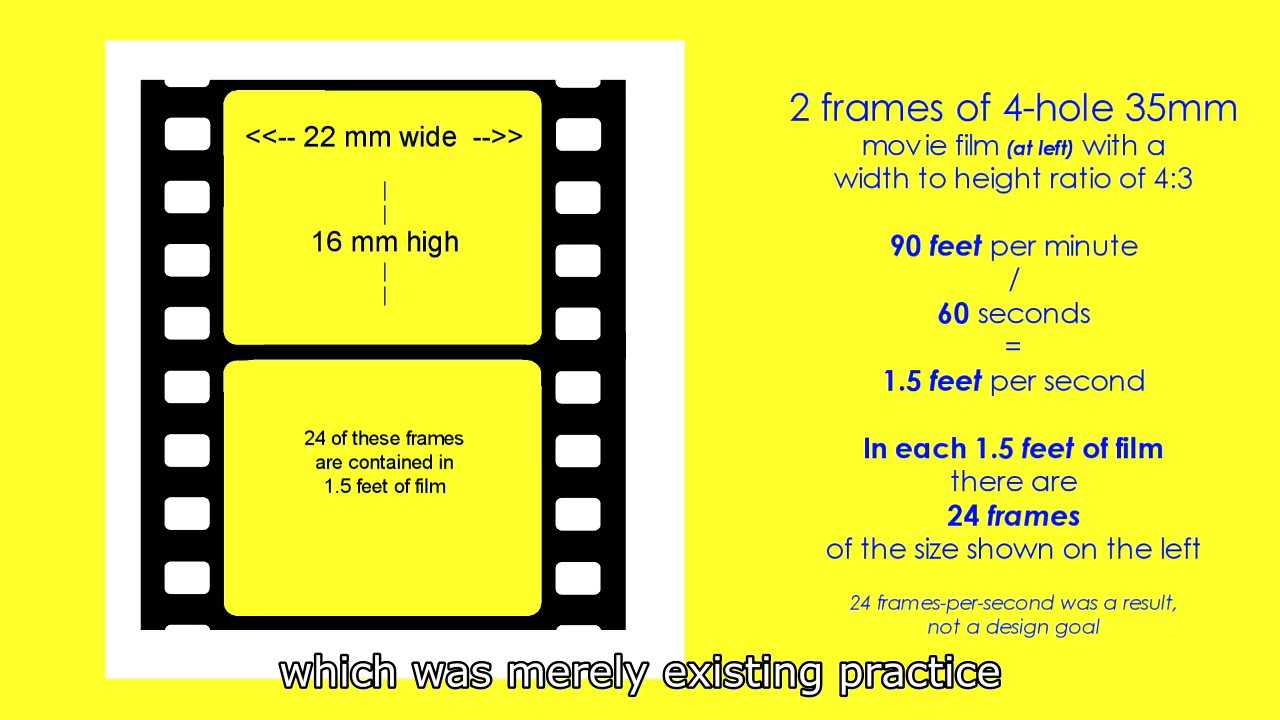 <<-- 22 mm wide -->>
|
|
16 mm high
|
|
24 of these frames
are contained in
1.5 feet of film
2 frames of 4-hole 35mm
movie film (at left) with a
width to height ratio of 4:3
90 feet per minute
/
60 seconds
=
1.5 feet per second
In each 1.5 feet of film
there are
24 frames
of the size shown on the left
24 frames-per-second was a result,
not a design goal
which was merely existing practice